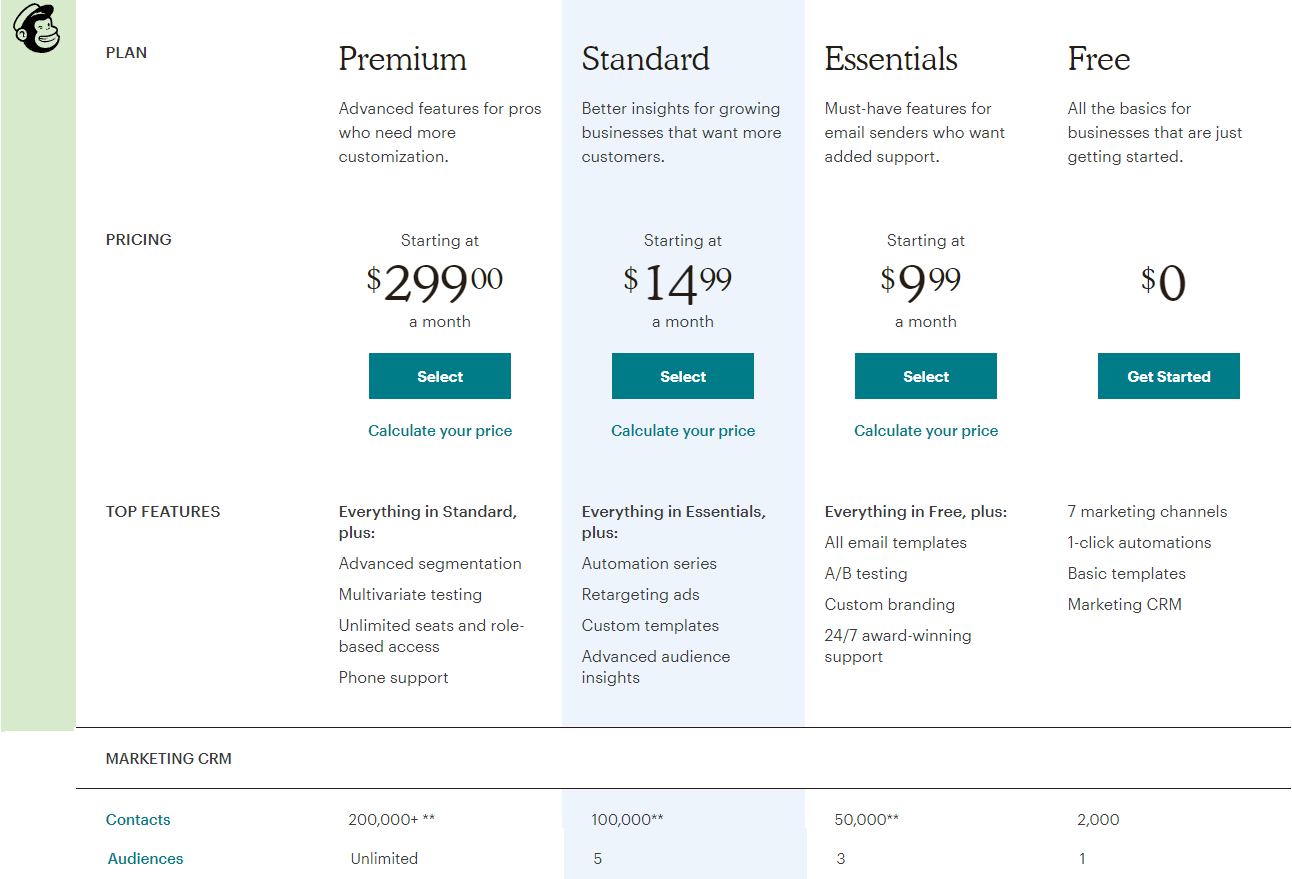 PLAN
Premium
Standard
Essentials
Free
Advanced features for pros
who need more
customization.
Better insights for growing
businesses that want more
customers.
Must-have features for
email senders who want
added support.
All the basics for
businesses that are just
getting started.
PRICING
Starting at
$29900
a month
Select
Calculate your price
Starting at
$1499
a month
Select
Calculate your price
Starting at
$999
a month
Select
Calculate your price
$0
Get Started
TOP FEATURES
Everything in Standard,
plus:
Advanced segmentation
Multivariate testing
Unlimited seats and role-
based access
Phone support
Everything in Essentials,
plus:
Automation series
Retargeting ads
Custom templates
Advanced audience
insights
Everything in Free, plus:
All email templates
A/B testing
Custom branding
24/7 award-winning
support
7 marketing channels
1-click automations
Basic templates
Marketing CRM
MARKETING CRM
Contacts 200,000+ ** 100,000** 50,000** 2,000
Audiences Unlimited 5 3 1